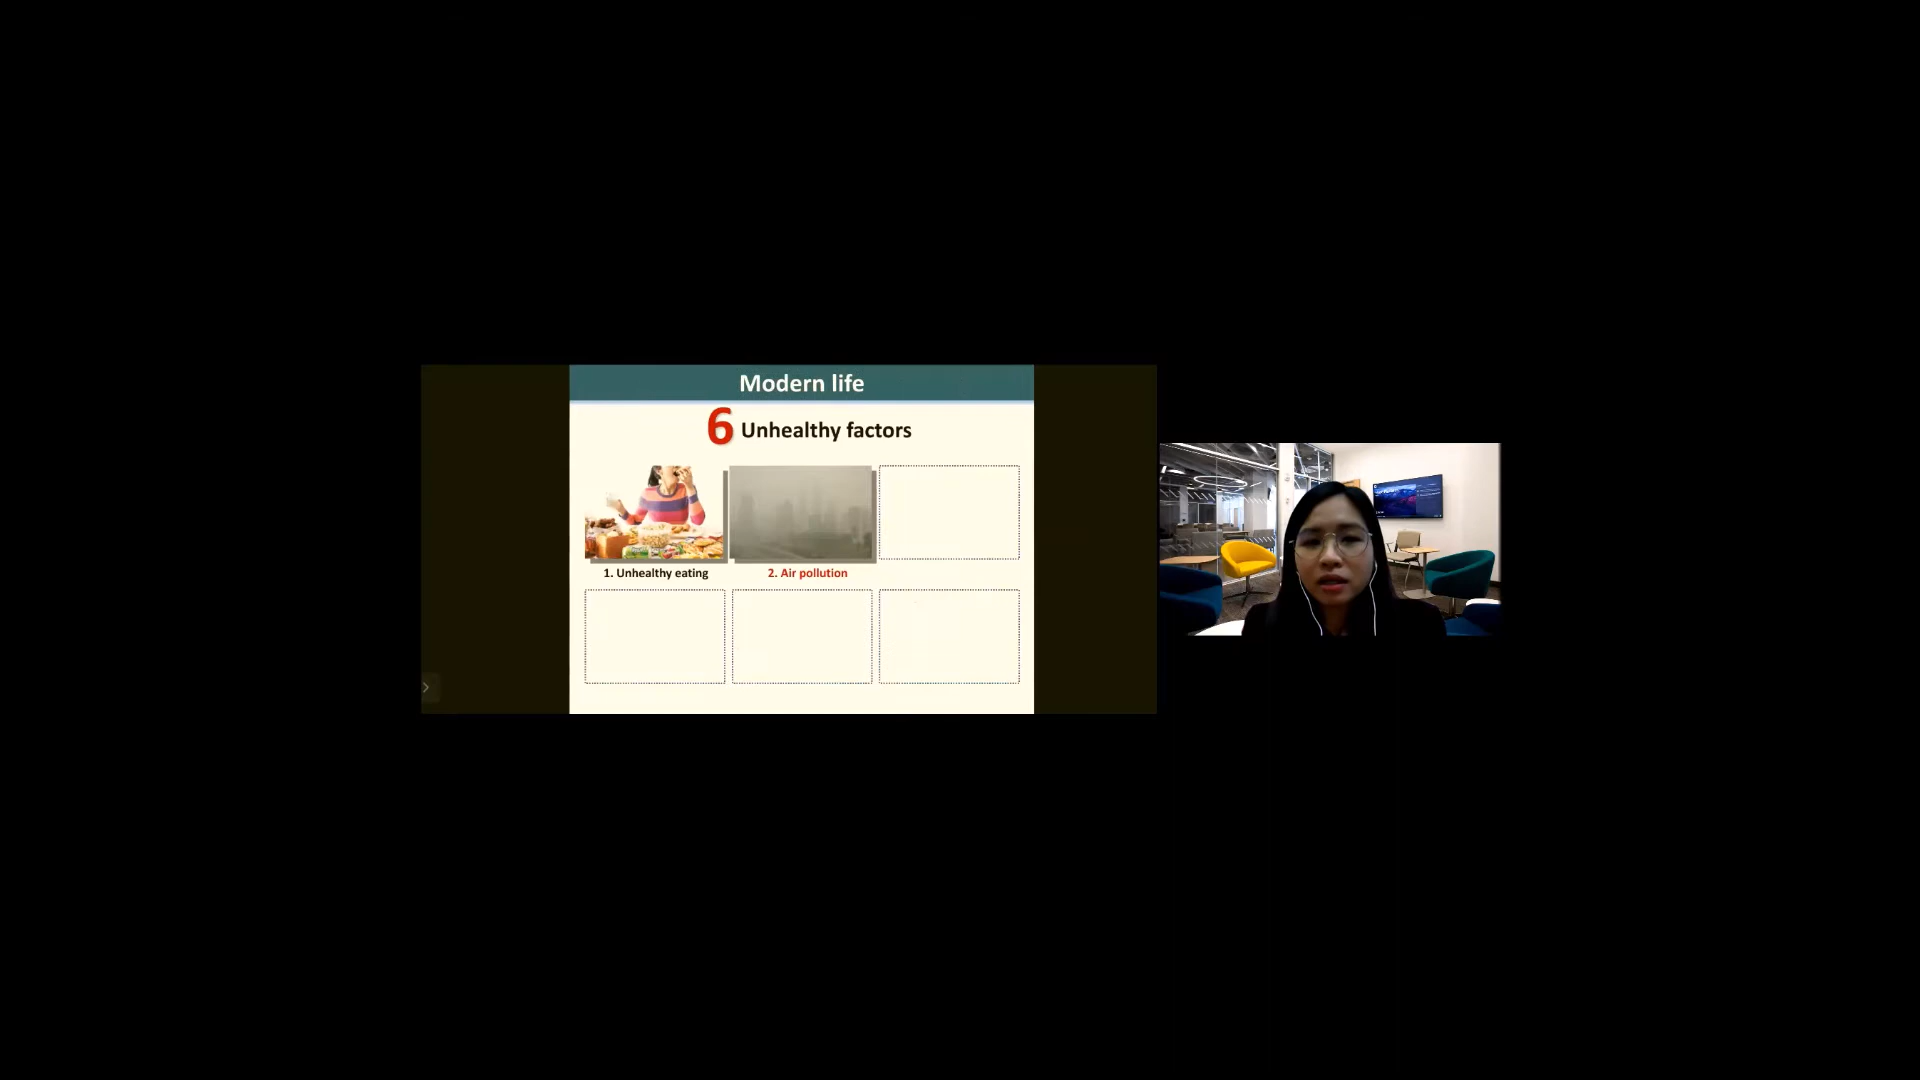 Modern life
6 Unhealthy factors
1. Unhealthy eating
2. Air pollution